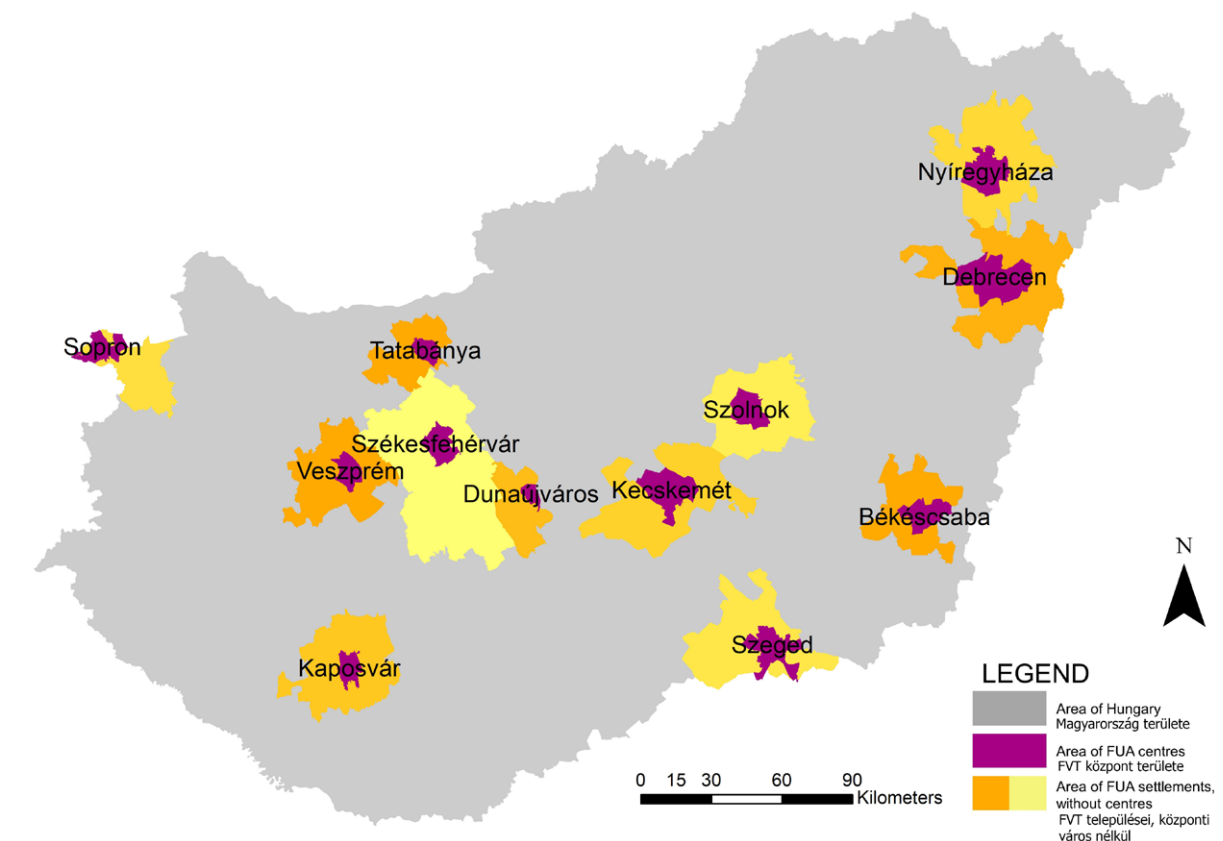 Nyíregyháza
Debrecen
Sopron
Tatabánya
Szolnok
Székesfehérvár
Veszprém
Dunaújváros
Kecskemét
Békéscsaba
Szeged
Kaposvár
N
LEGEND
Area of Hungary
Magyarország területe
Area of FUA centres
FVT központ területe
Area of FUA settlements,
without centres
FVT települései, központi
város nélkül
0 15 30 60 90
Kilometers